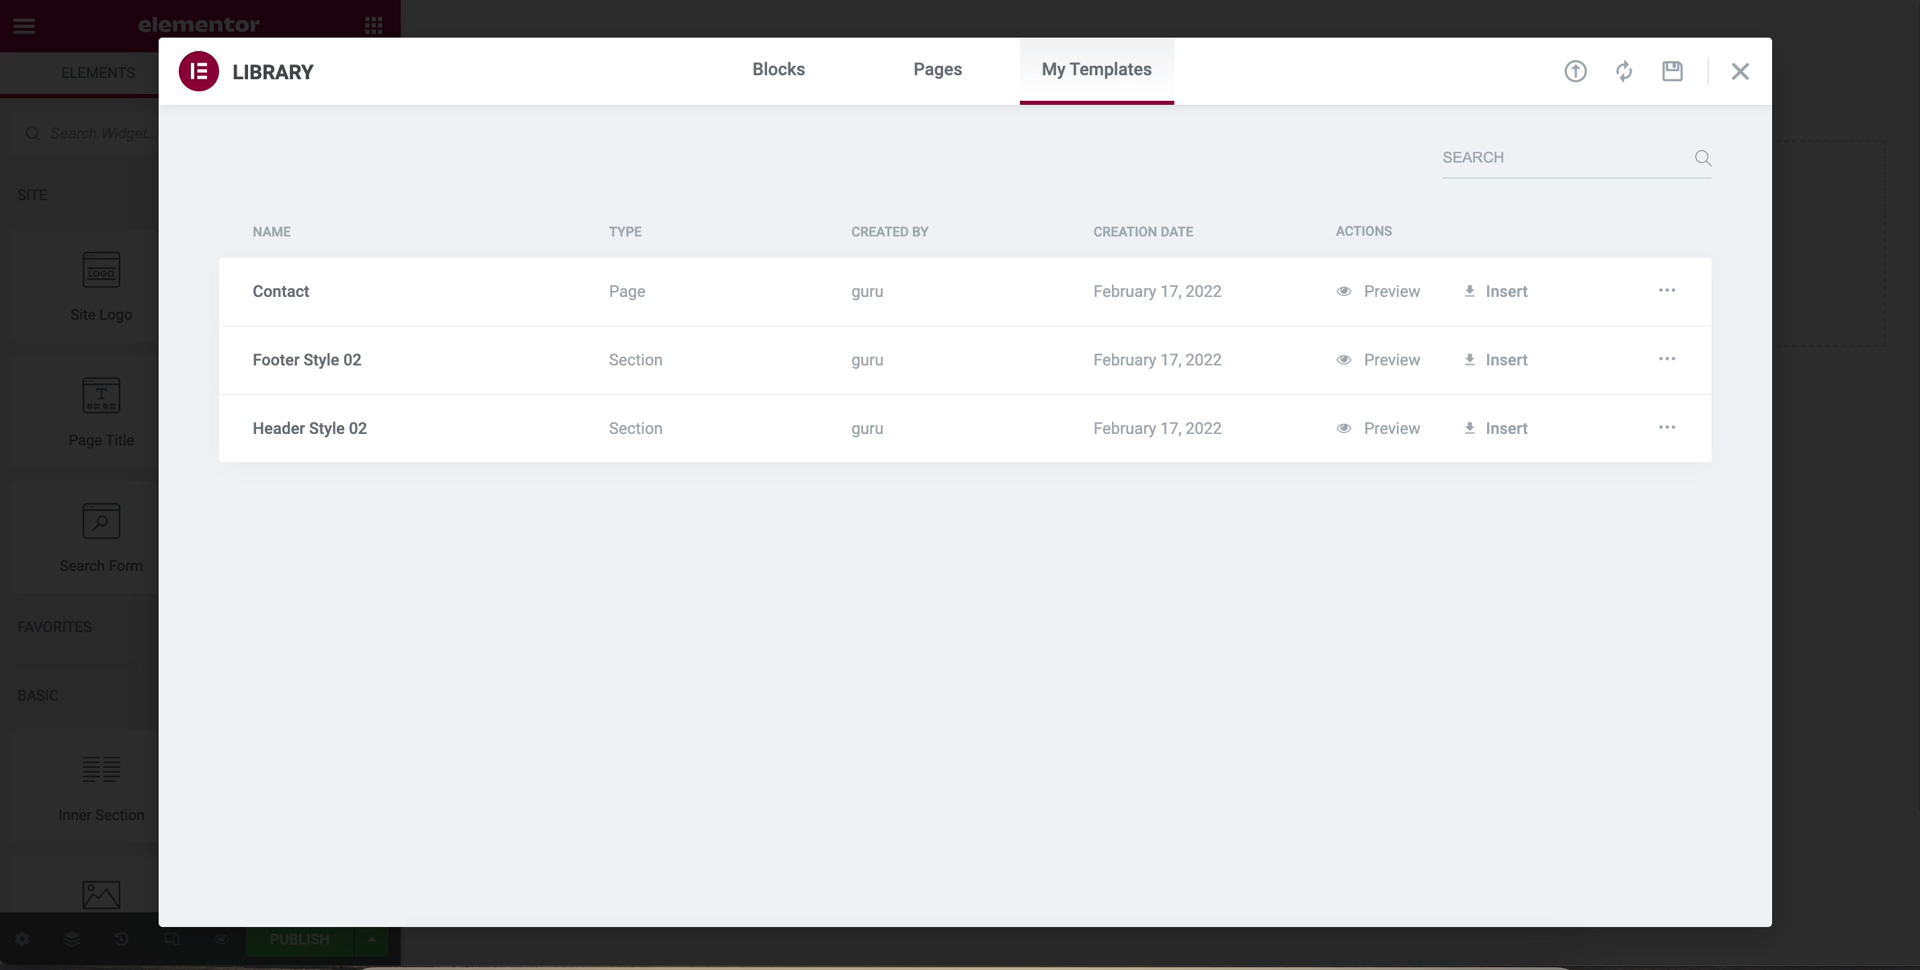 elementor
ELEMENTS
LIBRARY
Blocks
Pages
My Templates
Search Widget...
SEARCH
SITE
LOGO
Site Logo
Page Title
Search Form
FAVORITES
BASIC
Inner Section
NAME TYPE CREATED BY CREATION DATE ACTIONS
Contact Page guru February 17, 2022 Preview Insert
Footer Style 02 Section guru February 17, 2022 Preview Insert
Header Style 02 Section guru February 17, 2022 Preview Insert
PUBLISH